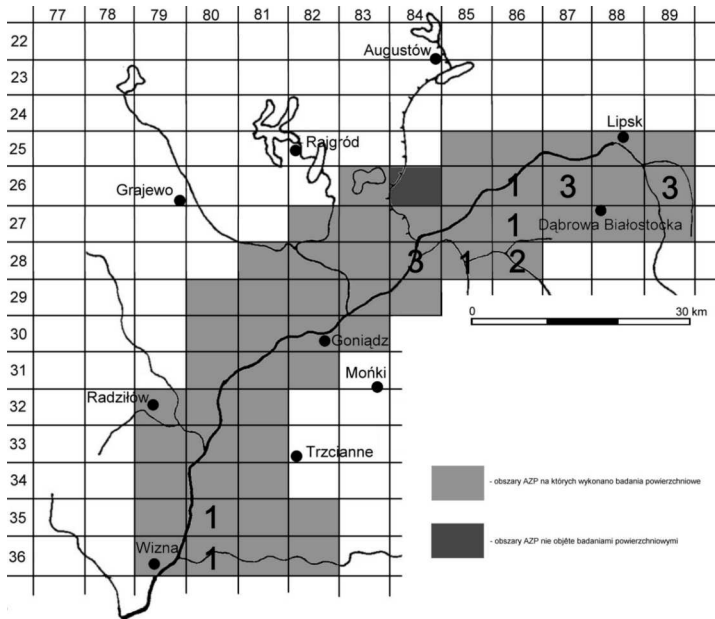 77 78 79 80 81 82 83 84 85 86 87 88 89
22
Augustów
23
24
Lipsk
25
Rajgród
26
Grajewo
1 3 3
27
1
Dąbrowa Białostocka
28
3 1 2
29
0 30 km
30
Goniądz
31
Mońki
32
Radziłów
33
Trzcianne
34
- obszary AZP na których wykonano badania powierzchniowe
35
1
- obszary AZP nie objête badaniami powierzchniowymi
36
Wizna
1